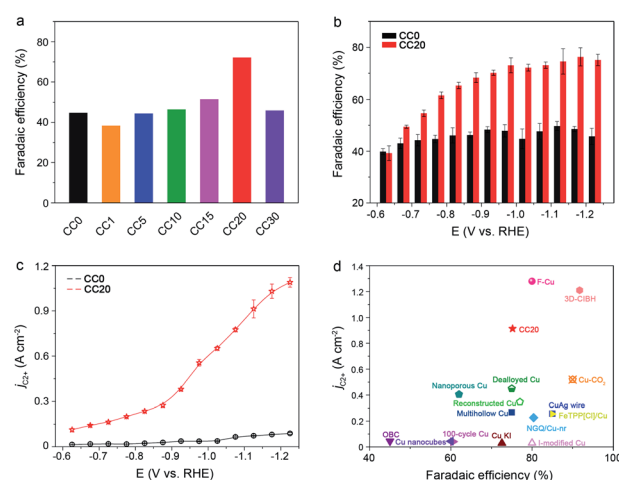 a
Faradaic efficiency (%)
80
60
40
20
0
CC0
CC1
CC5
CC10
CC15
CC20
CC30
b
Faradaic efficiency (%)
CC0
CC20
80
60
40
20
-0.6
-0.7
-0.8
-0.9
-1.0
-1.1
-1.2
E (V vs. RHE)
c
jC2+ (A cm-2)
CC0
CC20
1.2
0.9
0.6
0.3
0.0
-0.6
-0.7
-0.8
-0.9
-1.0
-1.1
-1.2
E (V vs. RHE)
d
jC2+ (A cm-2)
1.4
1.2
1.0
0.8
0.6
0.4
0.2
0.0
F-Cu
3D-CIBH
CC20
Dealloyed Cu
Cu-CO2
Nanoporous Cu
Reconstructed Cu
CuAg wire
Multihollow Cu
FeTPP[Cl]/Cu
NGQ/Cu-nr
OBC
100-cycle Cu
Cu nanocubes
Cu KI
I-modified Cu
40
60
80
100
Faradaic efficiency (%)